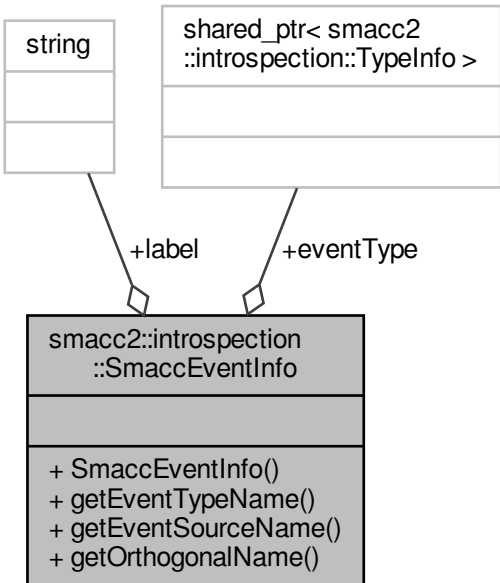 string
shared_ptr< smacc2
::introspection::TypeInfo >
+label
+eventType
smacc2::introspection
::SmaccEventInfo
+ SmaccEventInfo()
+ getEventTypeName()
+ getEventSourceName()
+ getOrthogonalName()